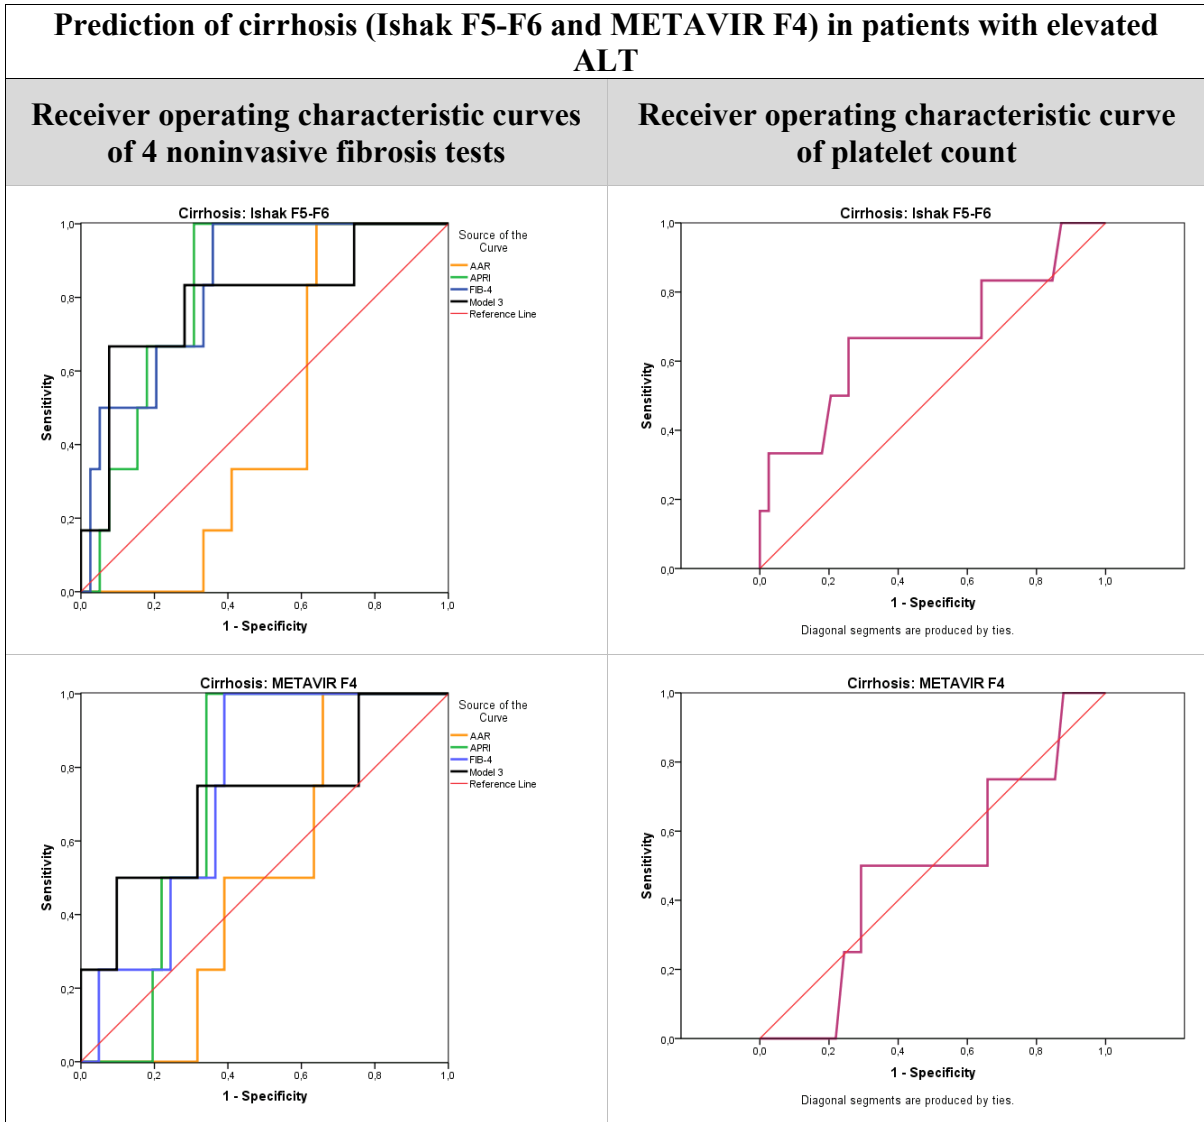 Prediction of cirrhosis (Ishak F5-F6 and METAVIR F4) in patients with elevated
ALT
Receiver operating characteristic curves
of 4 noninvasive fibrosis tests
Receiver operating characteristic curve
of platelet count
Cirrhosis: Ishak F5-F6
Source of the
Curve
AAR
APRI
FIB-4
Model 3
Reference Line
Sensitivity
1,0
0,8
0,6
0,4
0,2
0,0
0,0 0,2 0,4 0,6 0,8 1,0
1 - Specificity
Cirrhosis: Ishak F5-F6
Sensitivity
1,0
0,8
0,6
0,4
0,2
0,0
0,0 0,2 0,4 0,6 0,8 1,0
1 - Specificity
Diagonal segments are produced by ties.
Cirrhosis: METAVIR F4
Source of the
Curve
AAR
APRI
FIB-4
Model 3
Reference Line
Sensitivity
1,0
0,8
0,6
0,4
0,2
0,0
0,0 0,2 0,4 0,6 0,8 1,0
1 - Specificity
Cirrhosis: METAVIR F4
Sensitivity
1,0
0,8
0,6
0,4
0,2
0,0
0,0 0,2 0,4 0,6 0,8 1,0
1 - Specificity
Diagonal segments are produced by ties.